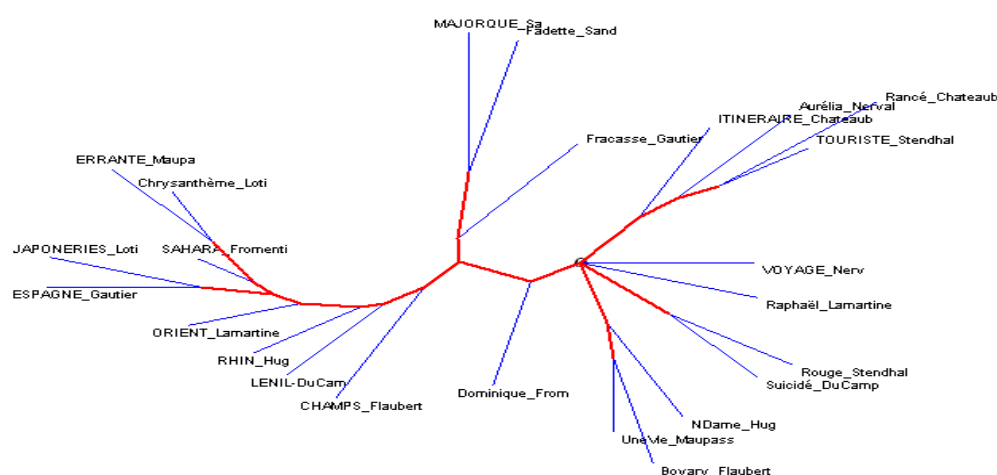 MAJORQUE_Sa
Fadette_Sand
Rancé_Chateaub
Aurélia_Nerval
ITINERAIRE_Chateaub
Fracasse_Gautier
TOURISTE_Stendhal
ERRANTE_Maupa
Chrysanthème_Loti
JAPONERIES_Loti
SAHARA_Fromenti
VOYAGE_Nerv
ESPAGNE_Gautier
Raphaël_Lamartine
ORIENT_Lamartine
RHIN_Hug
Rouge_Stendhal
LENIL-DuCam
Suicidé_DuCamp
Dominique_From
CHAMPS_Flaubert
NDame_Hug
UneVie_Maupass
Bovary_Flaubert